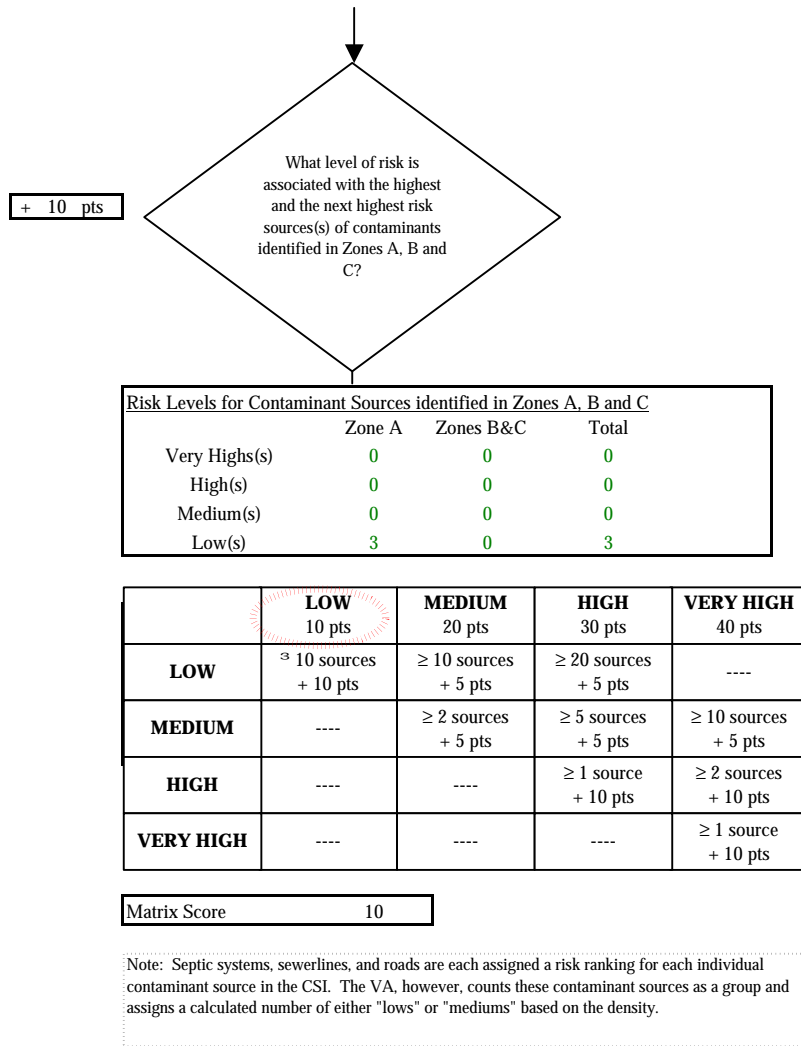 What level of risk is
associated with the highest
and the next highest risk
sources(s) of contaminants
identified in Zones A, B and
C?
+ 10 pts
Risk Levels for Contaminant Sources identified in Zones A, B and C
Zone A Zones B&C Total
Very Highs(s) 0 0 0
High(s) 0 0 0
Medium(s) 0 0 0
Low(s) 3 0 3
LOW MEDIUM HIGH VERY HIGH
10 pts 20 pts 30 pts 40 pts
LOW ³ 10 sources + 10 pts ≥ 10 sources + 5 pts ≥ 20 sources + 5 pts ----
MEDIUM ---- ≥ 2 sources + 5 pts ≥ 5 sources + 5 pts ≥ 10 sources + 5 pts
HIGH ---- ---- ≥ 1 source + 10 pts ≥ 2 sources + 10 pts
VERY HIGH ---- ---- ---- ≥ 1 source + 10 pts
Matrix Score 10
Note: Septic systems, sewerlines, and roads are each assigned a risk ranking for each individual
contaminant source in the CSI. The VA, however, counts these contaminant sources as a group and
assigns a calculated number of either "lows" or "mediums" based on the density.